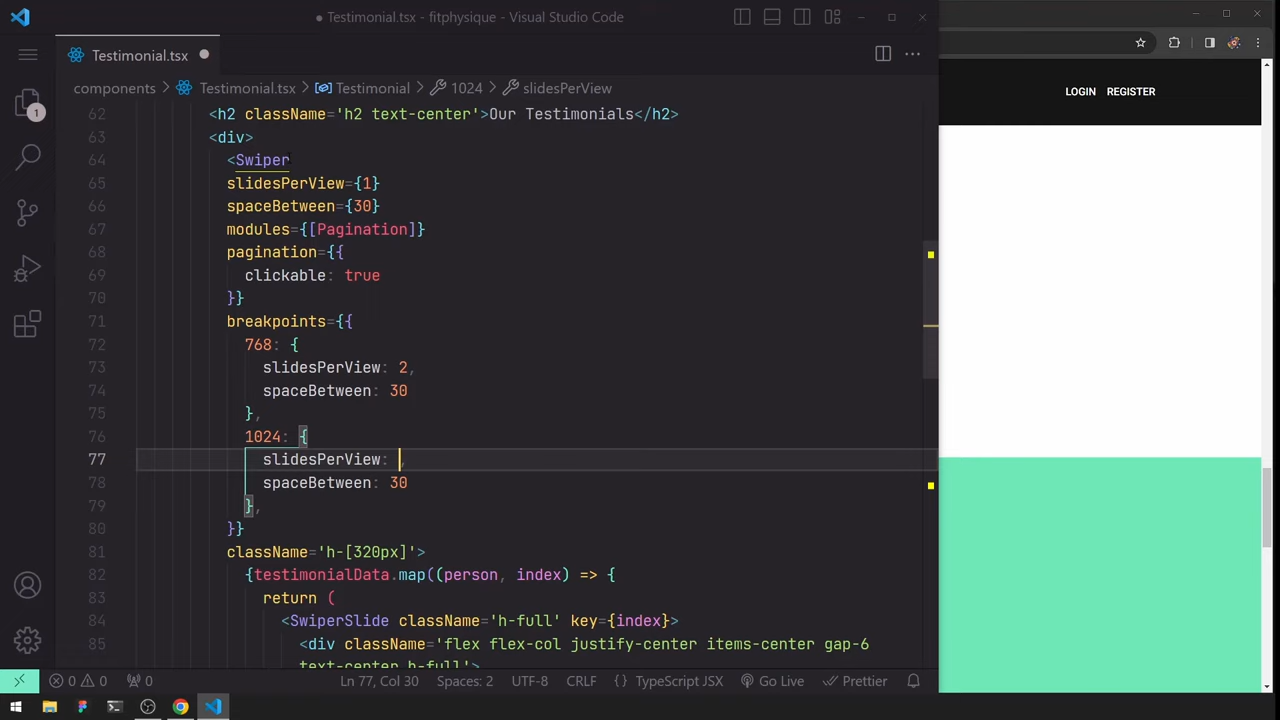 ● Testimonial.tsx - fitphysique - Visual Studio Code
Testimonial.tsx
components > Testimonial.tsx > Testimonial > 1024 > slidesPerView
LOGIN REGISTER
62 <h2 className='h2 text-center'>Our Testimonials</h2>
63 <div>
64 <Swiper
65 slidesPerView={1}
66 spaceBetween={30}
67 modules={[Pagination]}
68 pagination={{
69 clickable: true
70 }}
71 breakpoints={{
72 768: {
73 slidesPerView: 2,
74 spaceBetween: 30
75 },
76 1024: {
77 slidesPerView: ,
78 spaceBetween: 30
79 },
80 }}
81 className='h-[320px]'>
82 {testimonialData.map((person, index) => {
83 return (
84 <SwiperSlide className='h-full' key={index}>
85 <div className='flex flex-col justify-center items-center gap-6
text-center h-full'>
1
0 0 0 Ln 77, Col 30 Spaces: 2 UTF-8 CRLF {} TypeScript JSX Go Live Prettier